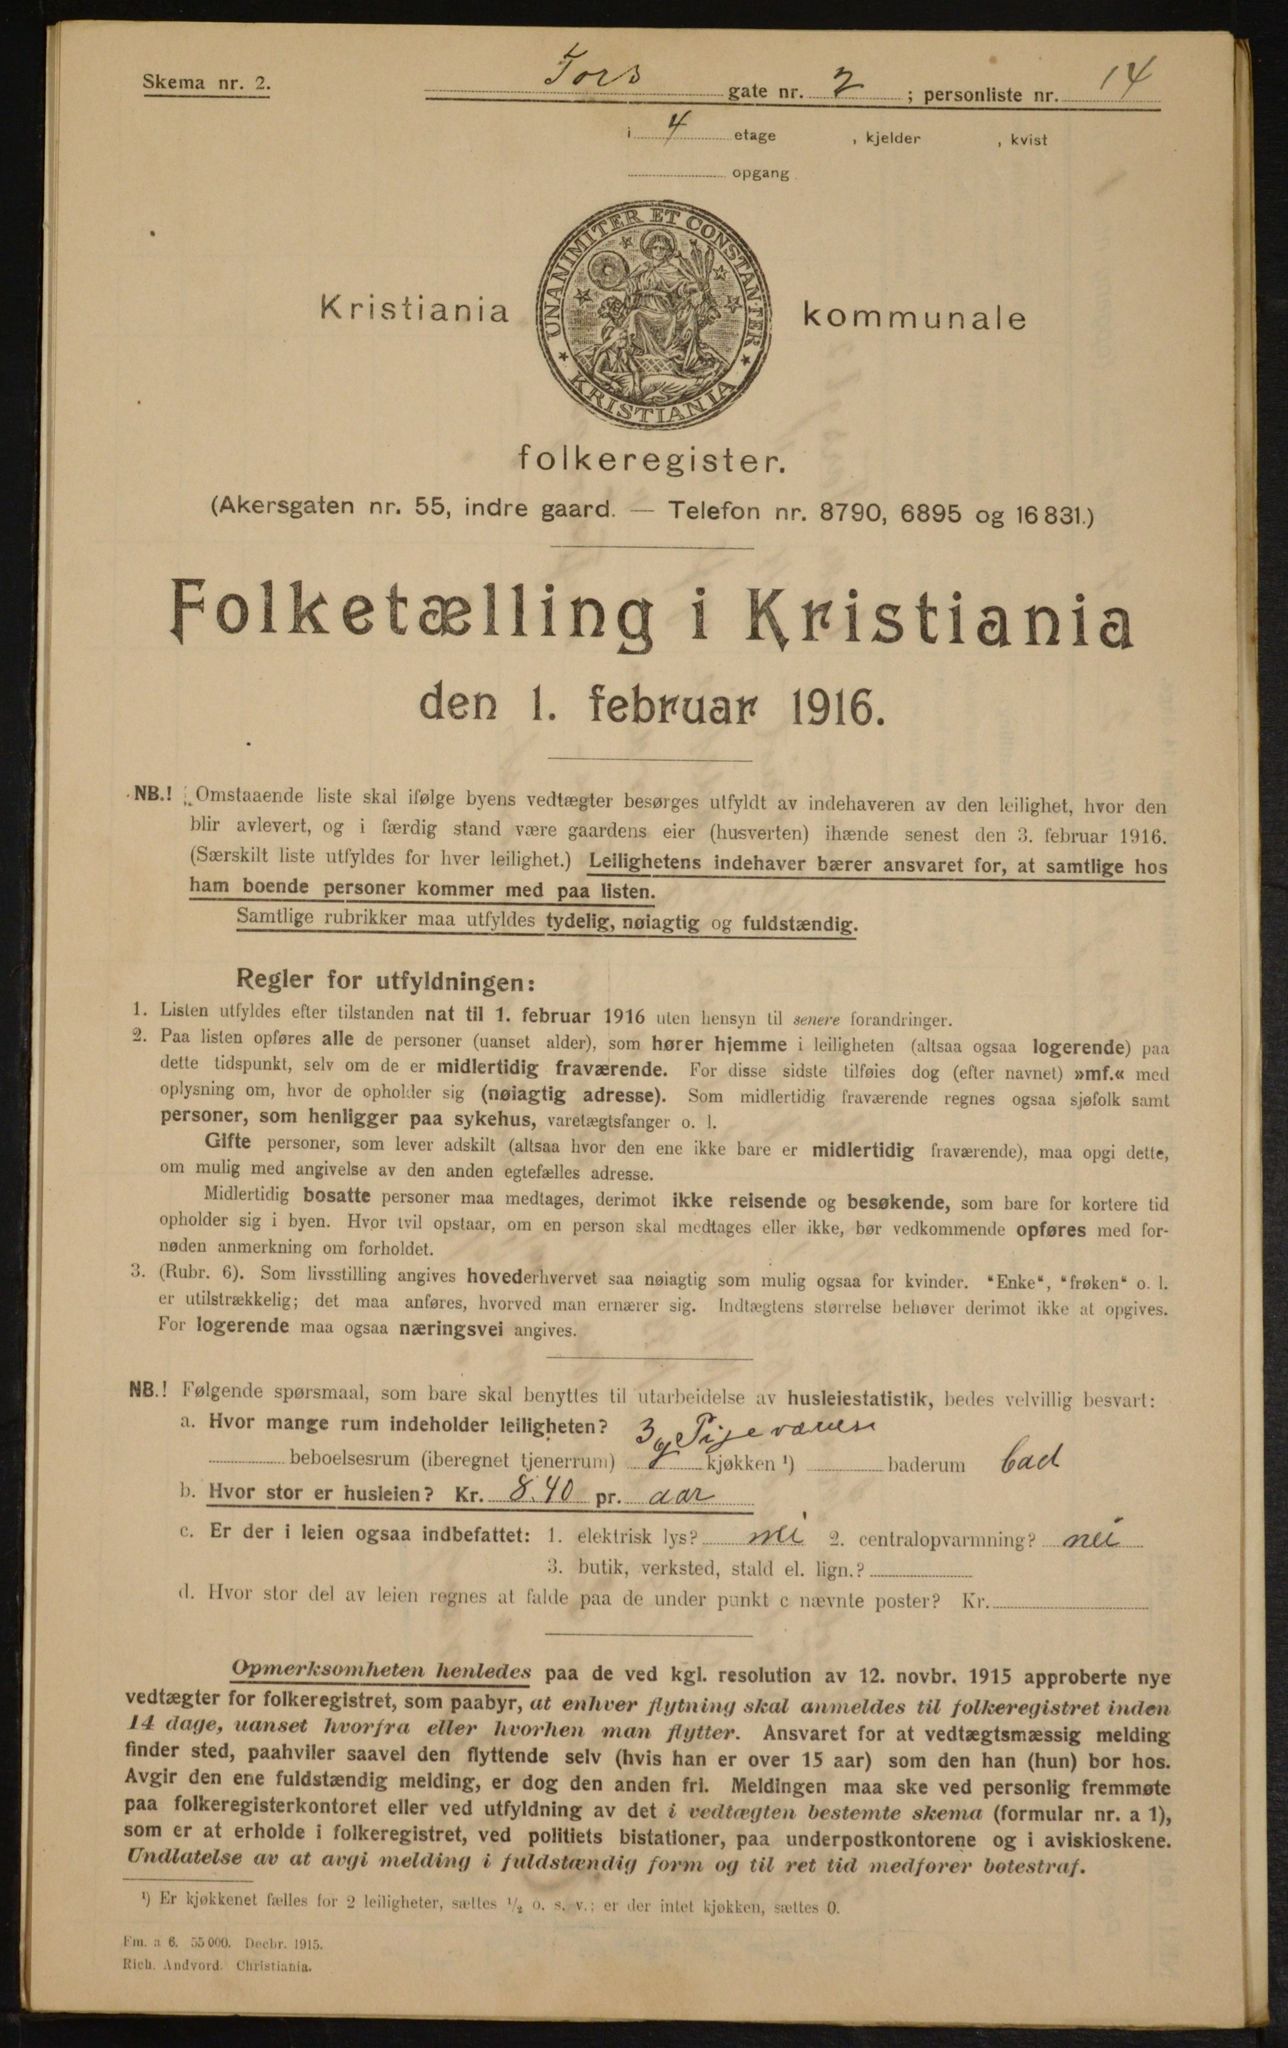 Skema nr. 2.
Tors gate nr. 2 ; personliste nr. 14
i 4 etage , kjelder , kvist
opgang
UNANIMITER ET CONSTANTER
KRISTIANIA
Kristiania kommunale
folkeregister.
(Akersgaten nr. 55, indre gaard. — Telefon nr. 8790, 6895 og 16 831.)
Folketælling i Kristiania
den 1. februar 1916.
NB.! Omstaaende liste skal ifølge byens vedtægter besørges utfyldt av indehaveren av den leilighet, hvor den
blir avlevert, og i færdig stand være gaardens eier (husverten) ihænde senest den 3. februar 1916.
(Særskilt liste utfyldes for hver leilighet.) Leilighetens indehaver bærer ansvaret for, at samtlige hos
ham boende personer kommer med paa listen.
Samtlige rubrikker maa utfyldes tydelig, nøiagtig og fuldstændig.
Regler for utfyldningen:
1. Listen utfyldes efter tilstanden nat til 1. februar 1916 uten hensyn til senere forandringer.
2. Paa listen opføres alle de personer (uanset alder), som hører hjemme i leiligheten (altsaa ogsaa logerende) paa
dette tidspunkt, selv om de er midlertidig fraværende. For disse sidste tilføies dog (efter navnet) »mf.« med
oplysning om, hvor de opholder sig (nøiagtig adresse). Som midlertidig fraværende regnes ogsaa sjøfolk samt
personer, som henligger paa sykehus, varetægtsfanger o. l.
Gifte personer, som lever adskilt (altsaa hvor den ene ikke bare er midlertidig fraværende), maa opgi dette,
om mulig med angivelse av den anden egtefælles adresse.
Midlertidig bosatte personer maa medtages, derimot ikke reisende og besøkende, som bare for kortere tid
opholder sig i byen. Hvor tvil opstaar, om en person skal medtages eller ikke, bør vedkommende opføres med for-
nøden anmerkning om forholdet.
3. (Rubr. 6). Som livsstilling angives hovederhvervet saa nøiagtig som mulig ogsaa for kvinder. "Enke", "frøken" o. l.
er utilstrækkelig; det maa anføres, hvorved man ernærer sig. Indtægtens størrelse behøver derimot ikke at opgives.
For logerende maa ogsaa næringsvei angives.
NB.! Følgende spørsmaal, som bare skal benyttes til utarbeidelse av husleiestatistik, bedes velvillig besvart:
a. Hvor mange rum indeholder leiligheten? 3 og Pigeværelse
beboelsesrum (iberegnet tjenerrum) kjøkken ¹) baderum bad
b. Hvor stor er husleien? Kr. 8.40 pr. aar
c. Er der i leien ogsaa indbefattet: 1. elektrisk lys? nei 2. centralopvarmning? nei
3. butik, verksted, stald el. lign.?
d. Hvor stor del av leien regnes at falde paa de under punkt c nævnte poster? Kr.
Opmerksomheten henledes paa de ved kgl. resolution av 12. novbr. 1915 approberte nye
vedtægter for folkeregistret, som paabyr, at enhver flytning skal anmeldes til folkeregistret inden
14 dage, uanset hvorfra eller hvorhen man flytter. Ansvaret for at vedtægtsmæssig melding
finder sted, paahviler saavel den flyttende selv (hvis han er over 15 aar) som den han (hun) bor hos.
Avgir den ene fuldstændig melding, er dog den anden fri. Meldingen maa ske ved personlig fremmøte
paa folkeregisterkontoret eller ved utfyldning av det i vedtægten bestemte skema (formular nr. a 1),
som er at erholde i folkeregistret, ved politiets bistationer, paa underpostkontorene og i aviskioskene.
Undlatelse av at avgi melding i fuldstændig form og til ret tid medfører bøtestraf.
¹) Er kjøkkenet fælles for 2 leiligheter, sættes ½ o. s. v.; er der intet kjøkken, sættes 0.
Fm. a 6. 55 000. Decbr. 1915.
Rich. Andvord. Christiania.